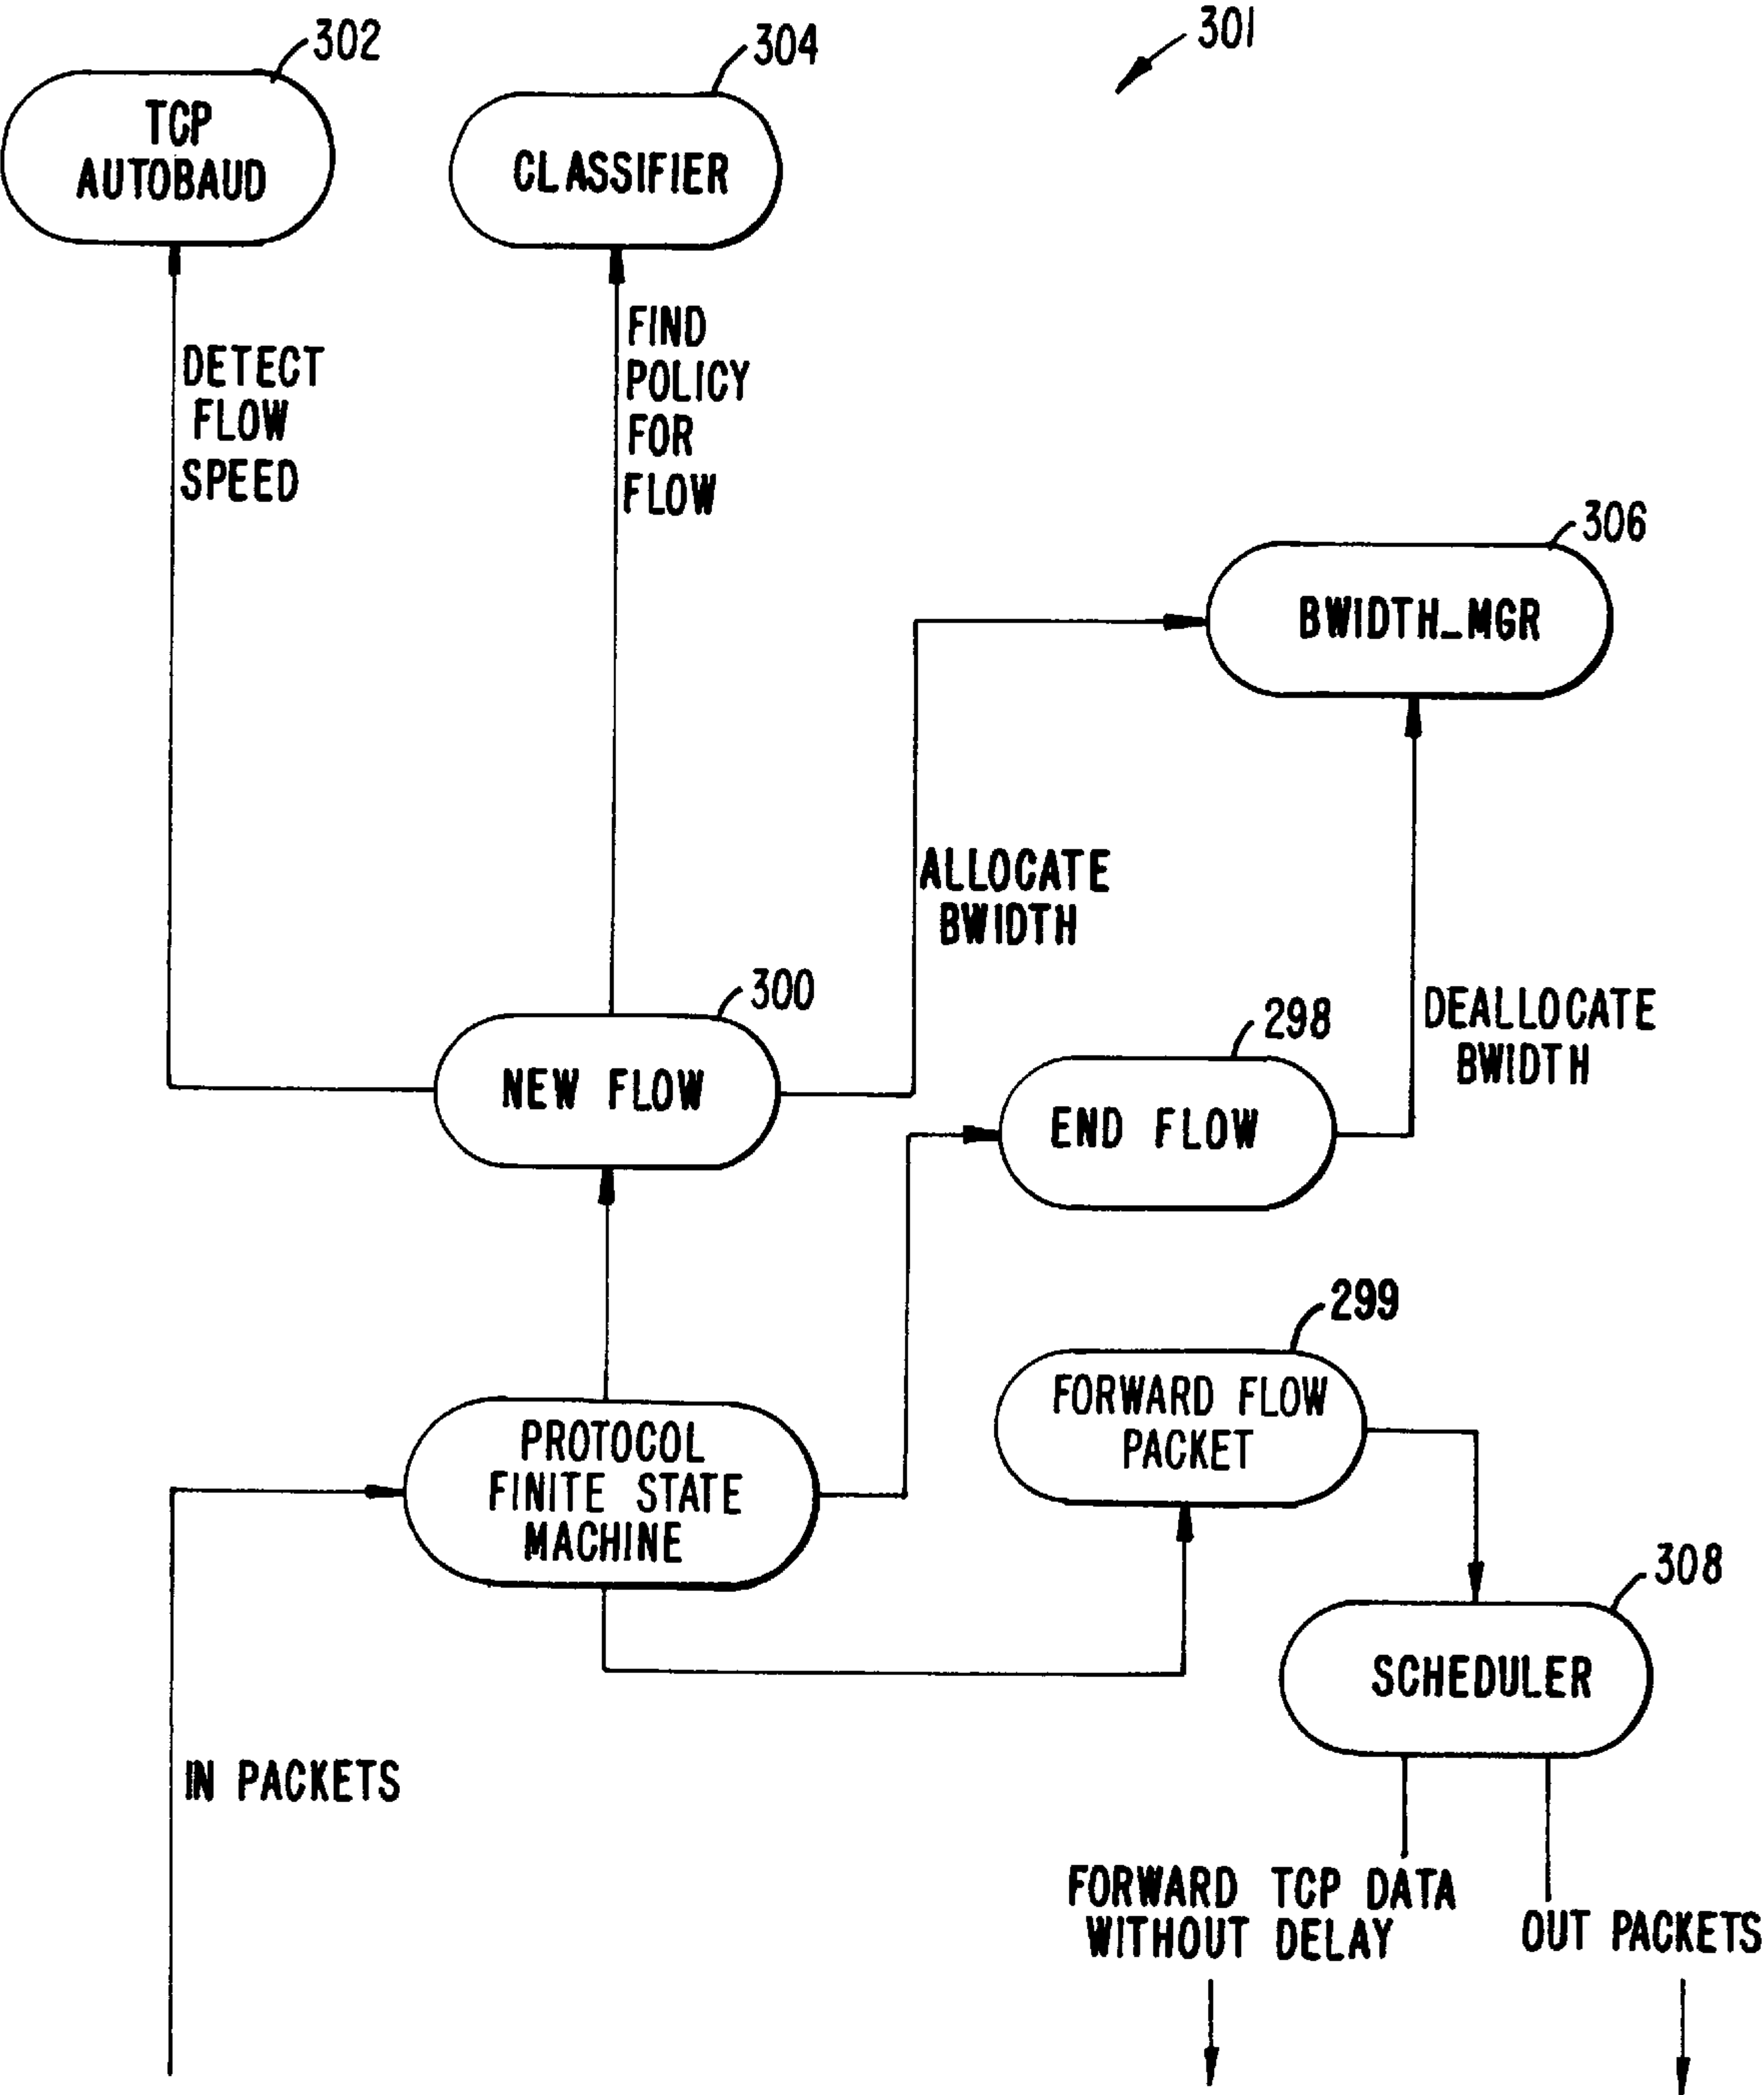 302
304
301
TCP
AUTOBAUD
CLASSIFIER
DETECT
FLOW
SPEED
FIND
POLICY
FOR
FLOW
306
BWIDTH_MGR
ALLOCATE
BWIDTH
300
NEW FLOW
298
END FLOW
DEALLOCATE
BWIDTH
299
FORWARD FLOW
PACKET
PROTOCOL
FINITE STATE
MACHINE
308
SCHEDULER
IN PACKETS
FORWARD TCP DATA
WITHOUT DELAY
OUT PACKETS